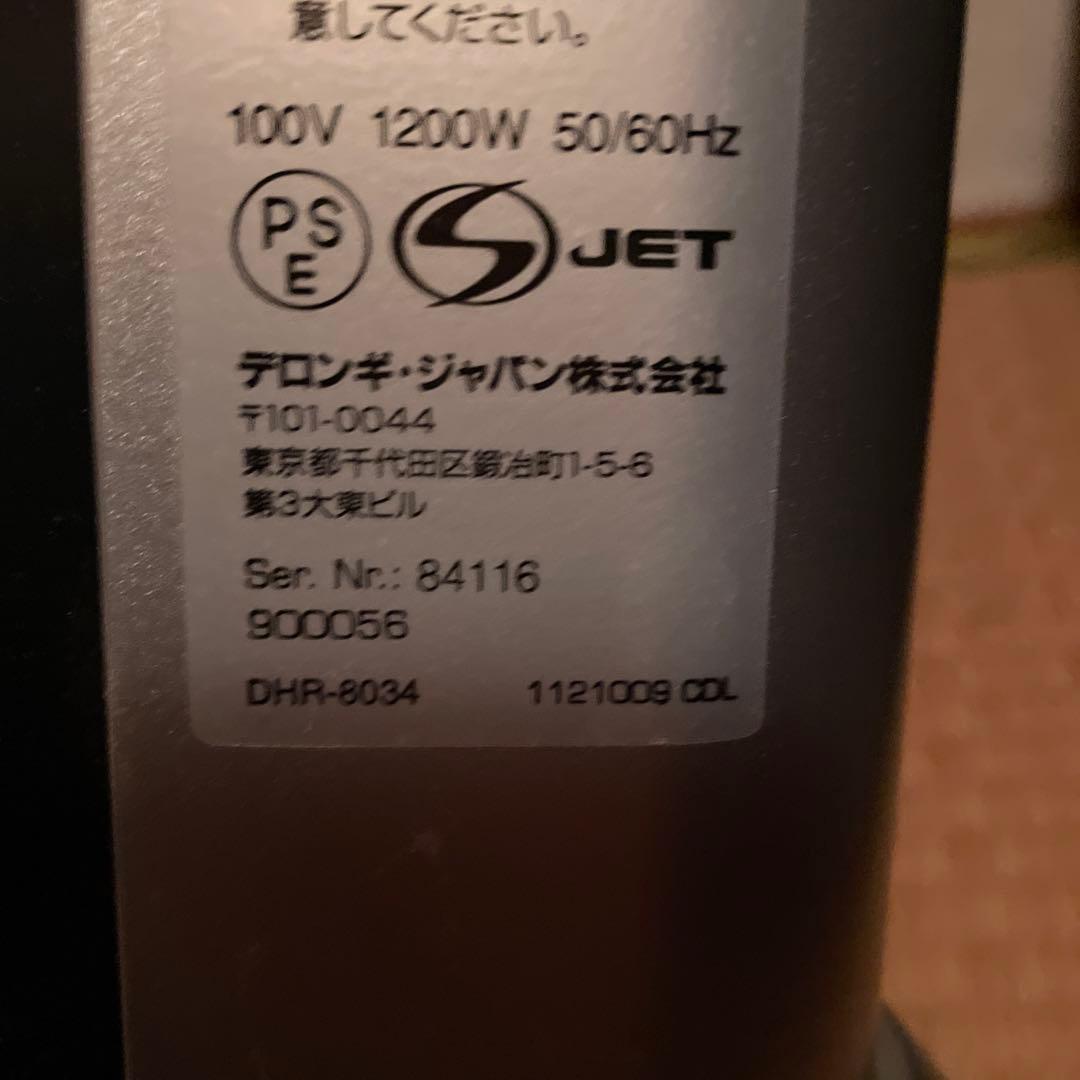 意してください。
100V 1200W 50/60Hz
PS
E
JET
デロンギ・ジャパン株式会社
〒101-0044
東京都千代田区鍛冶町1-5-6
第3大東ビル
Ser. Nr.: 84116
900056
DHR-8034 1121009 CDL